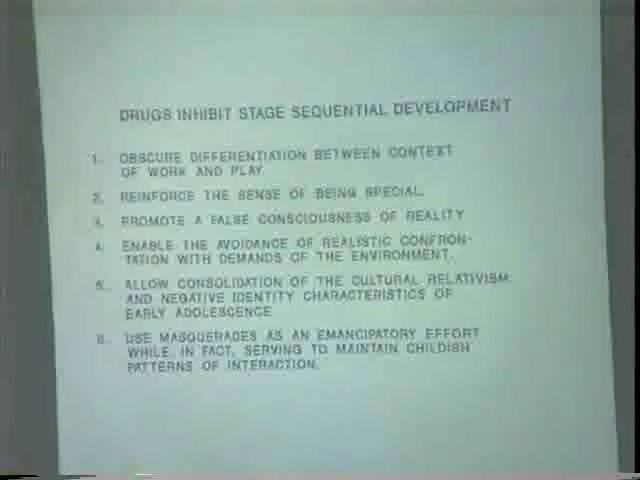 DRUGS INHIBIT STAGE SEQUENTIAL DEVELOPMENT
1. OBSCURE DIFFERENTIATION BETWEEN CONTEXT
OF WORK AND PLAY
2. REINFORCE THE SENSE OF BEING SPECIAL.
3. PROMOTE A FALSE CONSCIOUSNESS OF REALITY
4. ENABLE THE AVOIDANCE OF REALISTIC CONFRON-
TATION WITH DEMANDS OF THE ENVIRONMENT.
5. ALLOW CONSOLIDATION OF THE CULTURAL RELATIVISM
AND NEGATIVE IDENTITY CHARACTERISTICS OF
EARLY ADOLESCENCE
6. USE MASQUERADES AS AN EMANCIPATORY EFFORT
WHILE, IN FACT, SERVING TO MAINTAIN CHILDISH
PATTERNS OF INTERACTION.